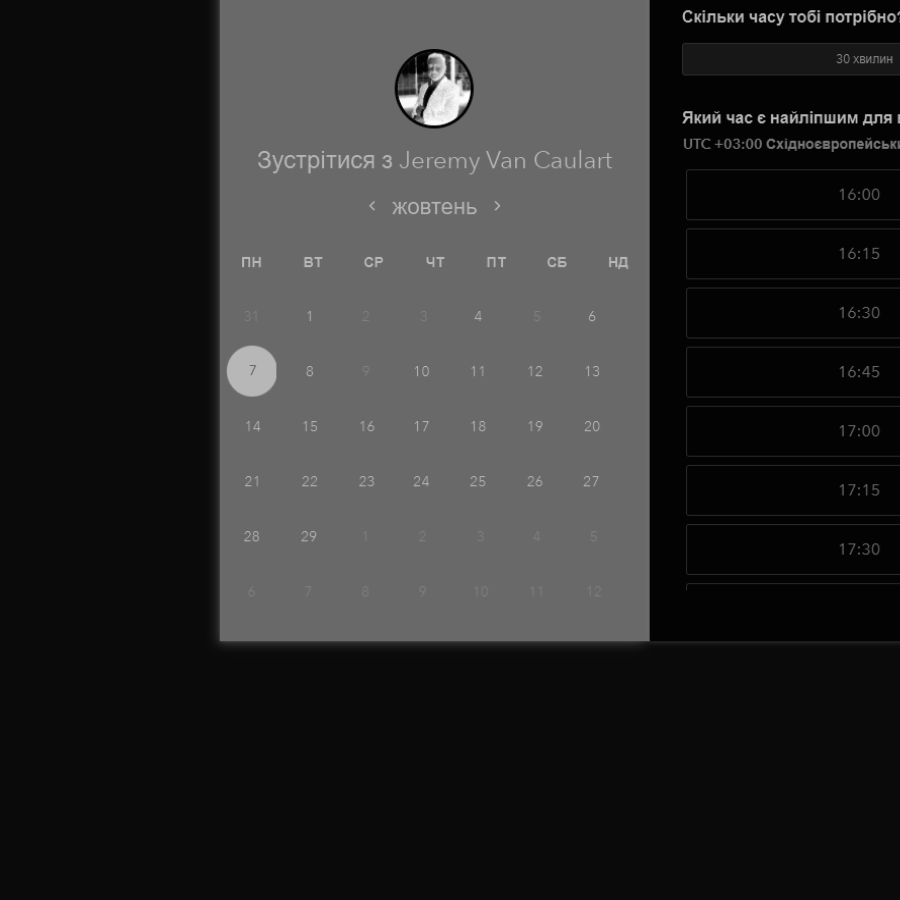 Зустрітися з Jeremy Van Caulart
жовтень
ПН ВТ СР ЧТ ПТ СБ НД
31 1 2 3 4 5 6
7 8 9 10 11 12 13
14 15 16 17 18 19 20
21 22 23 24 25 26 27
28 29 1 2 3 4 5
6 7 8 9 10 11 12
Скільки часу тобі потрібно?
30 хвилин
Який час є найліпшим для
UTC +03:00 Східноєвропейськ
16:00
16:15
16:30
16:45
17:00
17:15
17:30